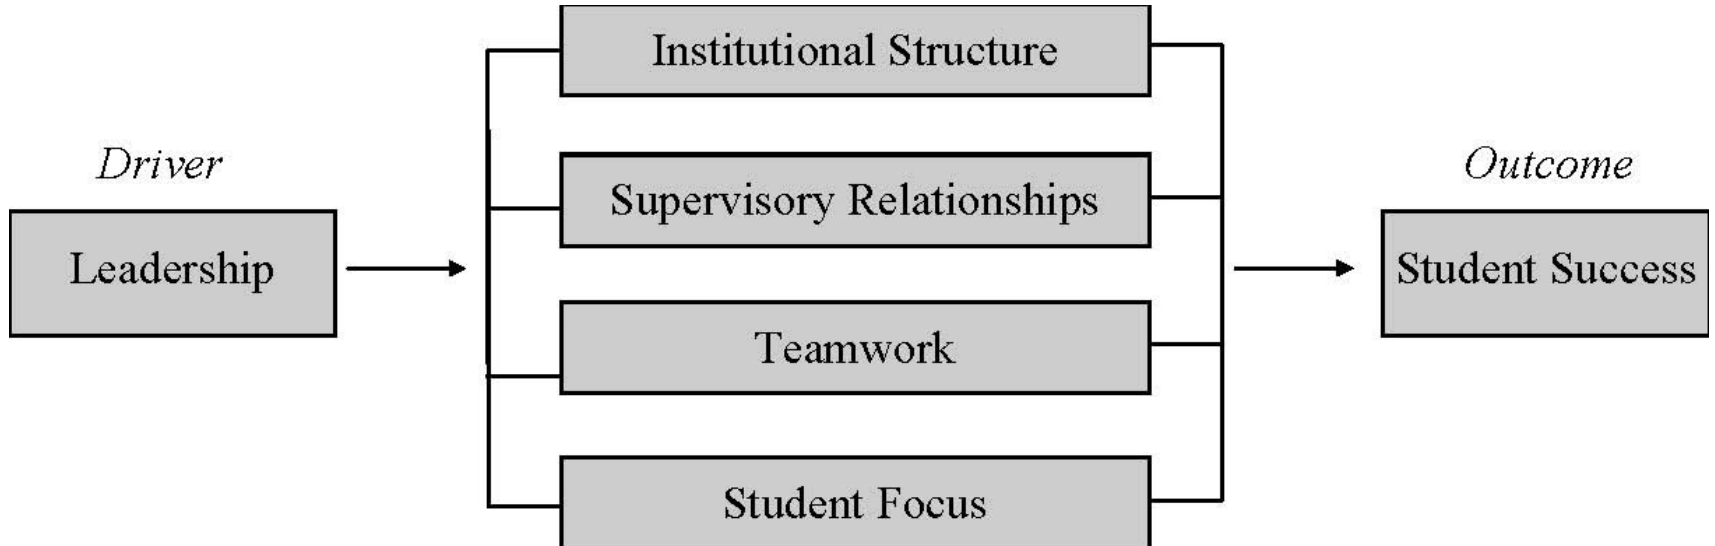 Driver
Leadership
Institutional Structure
Supervisory Relationships
Teamwork
Student Focus
Outcome
Student Success